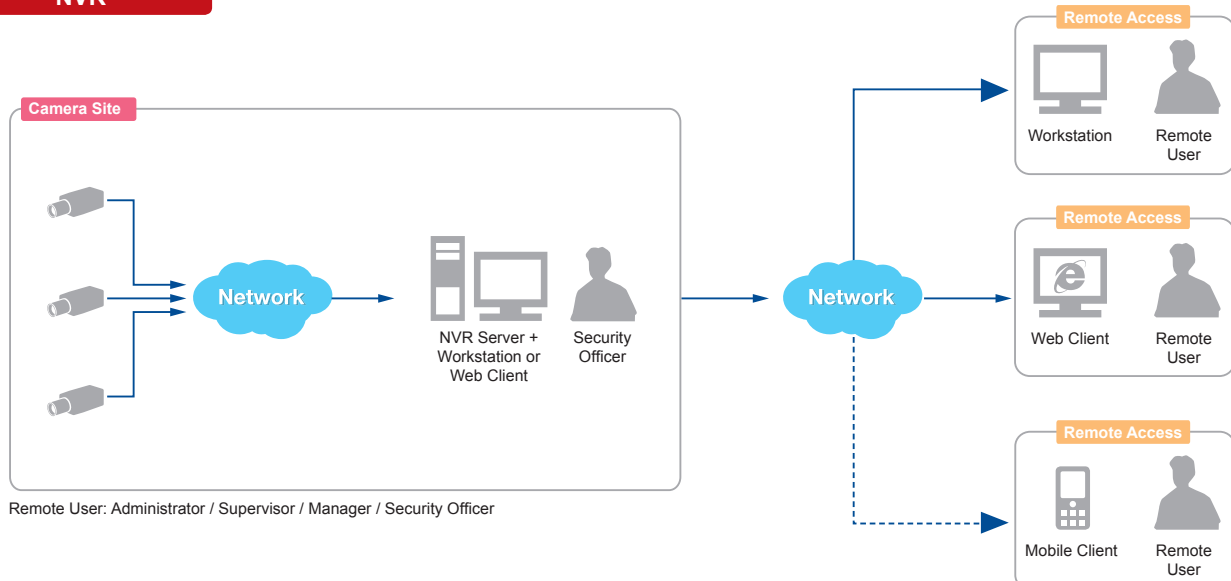 NVR
Camera Site
Network
NVR Server +
Workstation or
Web Client
Security
Officer
Remote User: Administrator / Supervisor / Manager / Security Officer
Network
Remote Access
Workstation
Remote
User
Remote Access
Web Client
Remote
User
Remote Access
Mobile Client
Remote
User